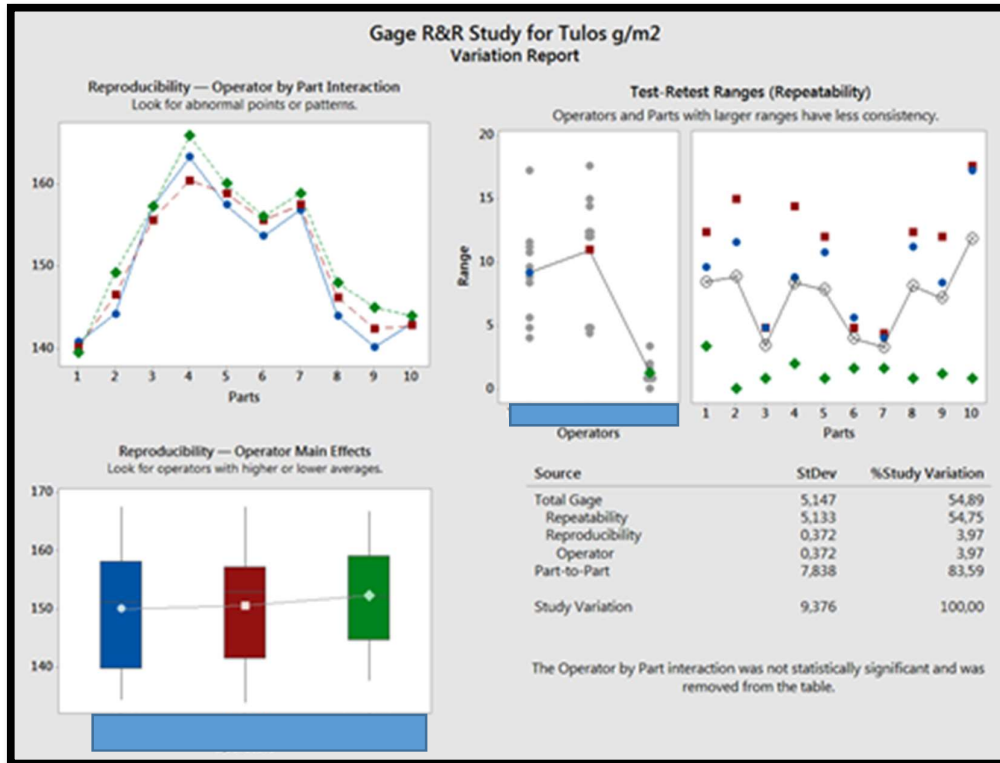 Gage R&R Study for Tulos g/m2
Variation Report
Reproducibility — Operator by Part Interaction
Look for abnormal points or patterns.
160
150
140
1 2 3 4 5 6 7 8 9 10
Parts
Test-Retest Ranges (Repeatability)
Operators and Parts with larger ranges have less consistency.
20
15
10
5
0
Range
Operators
1 2 3 4 5 6 7 8 9 10
Parts
Reproducibility — Operator Main Effects
Look for operators with higher or lower averages.
170
160
150
140
Source StDev %Study Variation
Total Gage 5,147 54,89
Repeatability 5,133 54,75
Reproducibility 0,372 3,97
Operator 0,372 3,97
Part-to-Part 7,838 83,59
Study Variation 9,376 100,00
The Operator by Part interaction was not statistically significant and was
removed from the table.